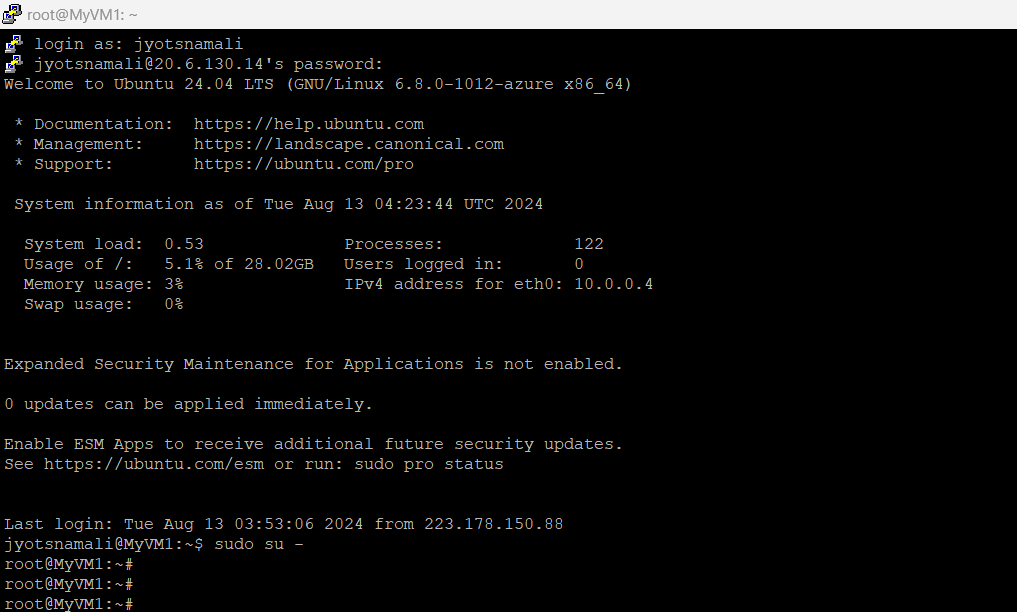 root@MyVM1: ~
login as: jyotsnamali
jyotsnamali@20.6.130.14's password:
Welcome to Ubuntu 24.04 LTS (GNU/Linux 6.8.0-1012-azure x86_64)
* Documentation:  https://help.ubuntu.com
* Management:     https://landscape.canonical.com
* Support:        https://ubuntu.com/pro
System information as of Tue Aug 13 04:23:44 UTC 2024
System load:  0.53              Processes:             122
Usage of /:   5.1% of 28.02GB   Users logged in:       0
Memory usage: 3%                IPv4 address for eth0: 10.0.0.4
Swap usage:   0%
Expanded Security Maintenance for Applications is not enabled.
0 updates can be applied immediately.
Enable ESM Apps to receive additional future security updates.
See https://ubuntu.com/esm or run: sudo pro status
Last login: Tue Aug 13 03:53:06 2024 from 223.178.150.88
jyotsnamali@MyVM1:~$ sudo su -
root@MyVM1:~#
root@MyVM1:~#
root@MyVM1:~#